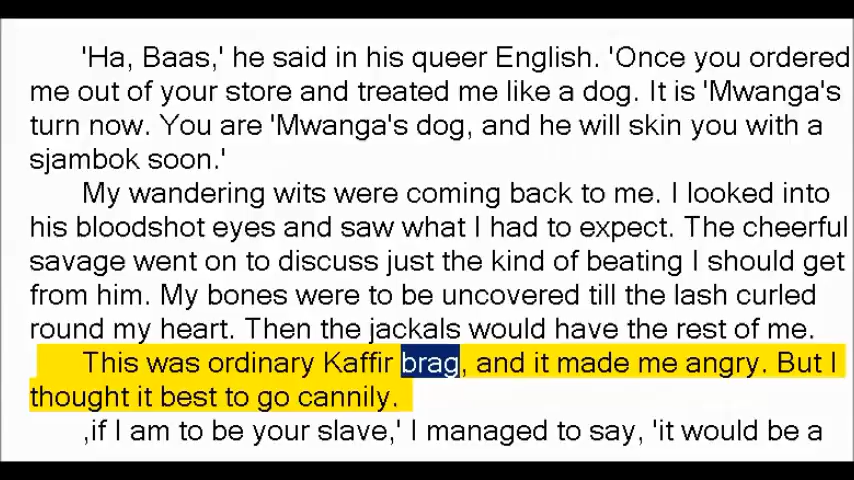 'Ha, Baas,' he said in his queer English. 'Once you ordered
me out of your store and treated me like a dog. It is 'Mwanga's
turn now. You are 'Mwanga's dog, and he will skin you with a
sjambok soon.'
My wandering wits were coming back to me. I looked into
his bloodshot eyes and saw what I had to expect. The cheerful
savage went on to discuss just the kind of beating I should get
from him. My bones were to be uncovered till the lash curled
round my heart. Then the jackals would have the rest of me.
This was ordinary Kaffir brag, and it made me angry. But I
thought it best to go cannily.
,if I am to be your slave,' I managed to say, 'it would be a